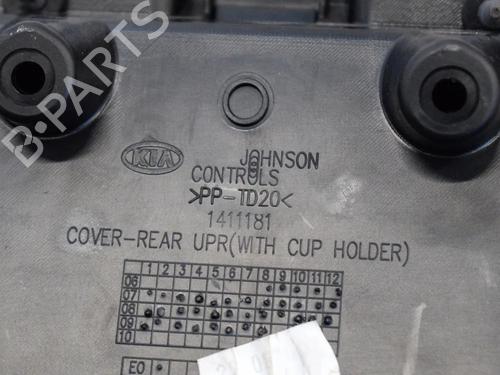 B-PARTS
KIA
JOHNSON
CONTROLS
>PP-TD20<
1411181
COVER-REAR UPR(WITH CUP HOLDER)
1 2 3 4 5 6 7 8 9 10 11 12
06
07
08
09
10
EO